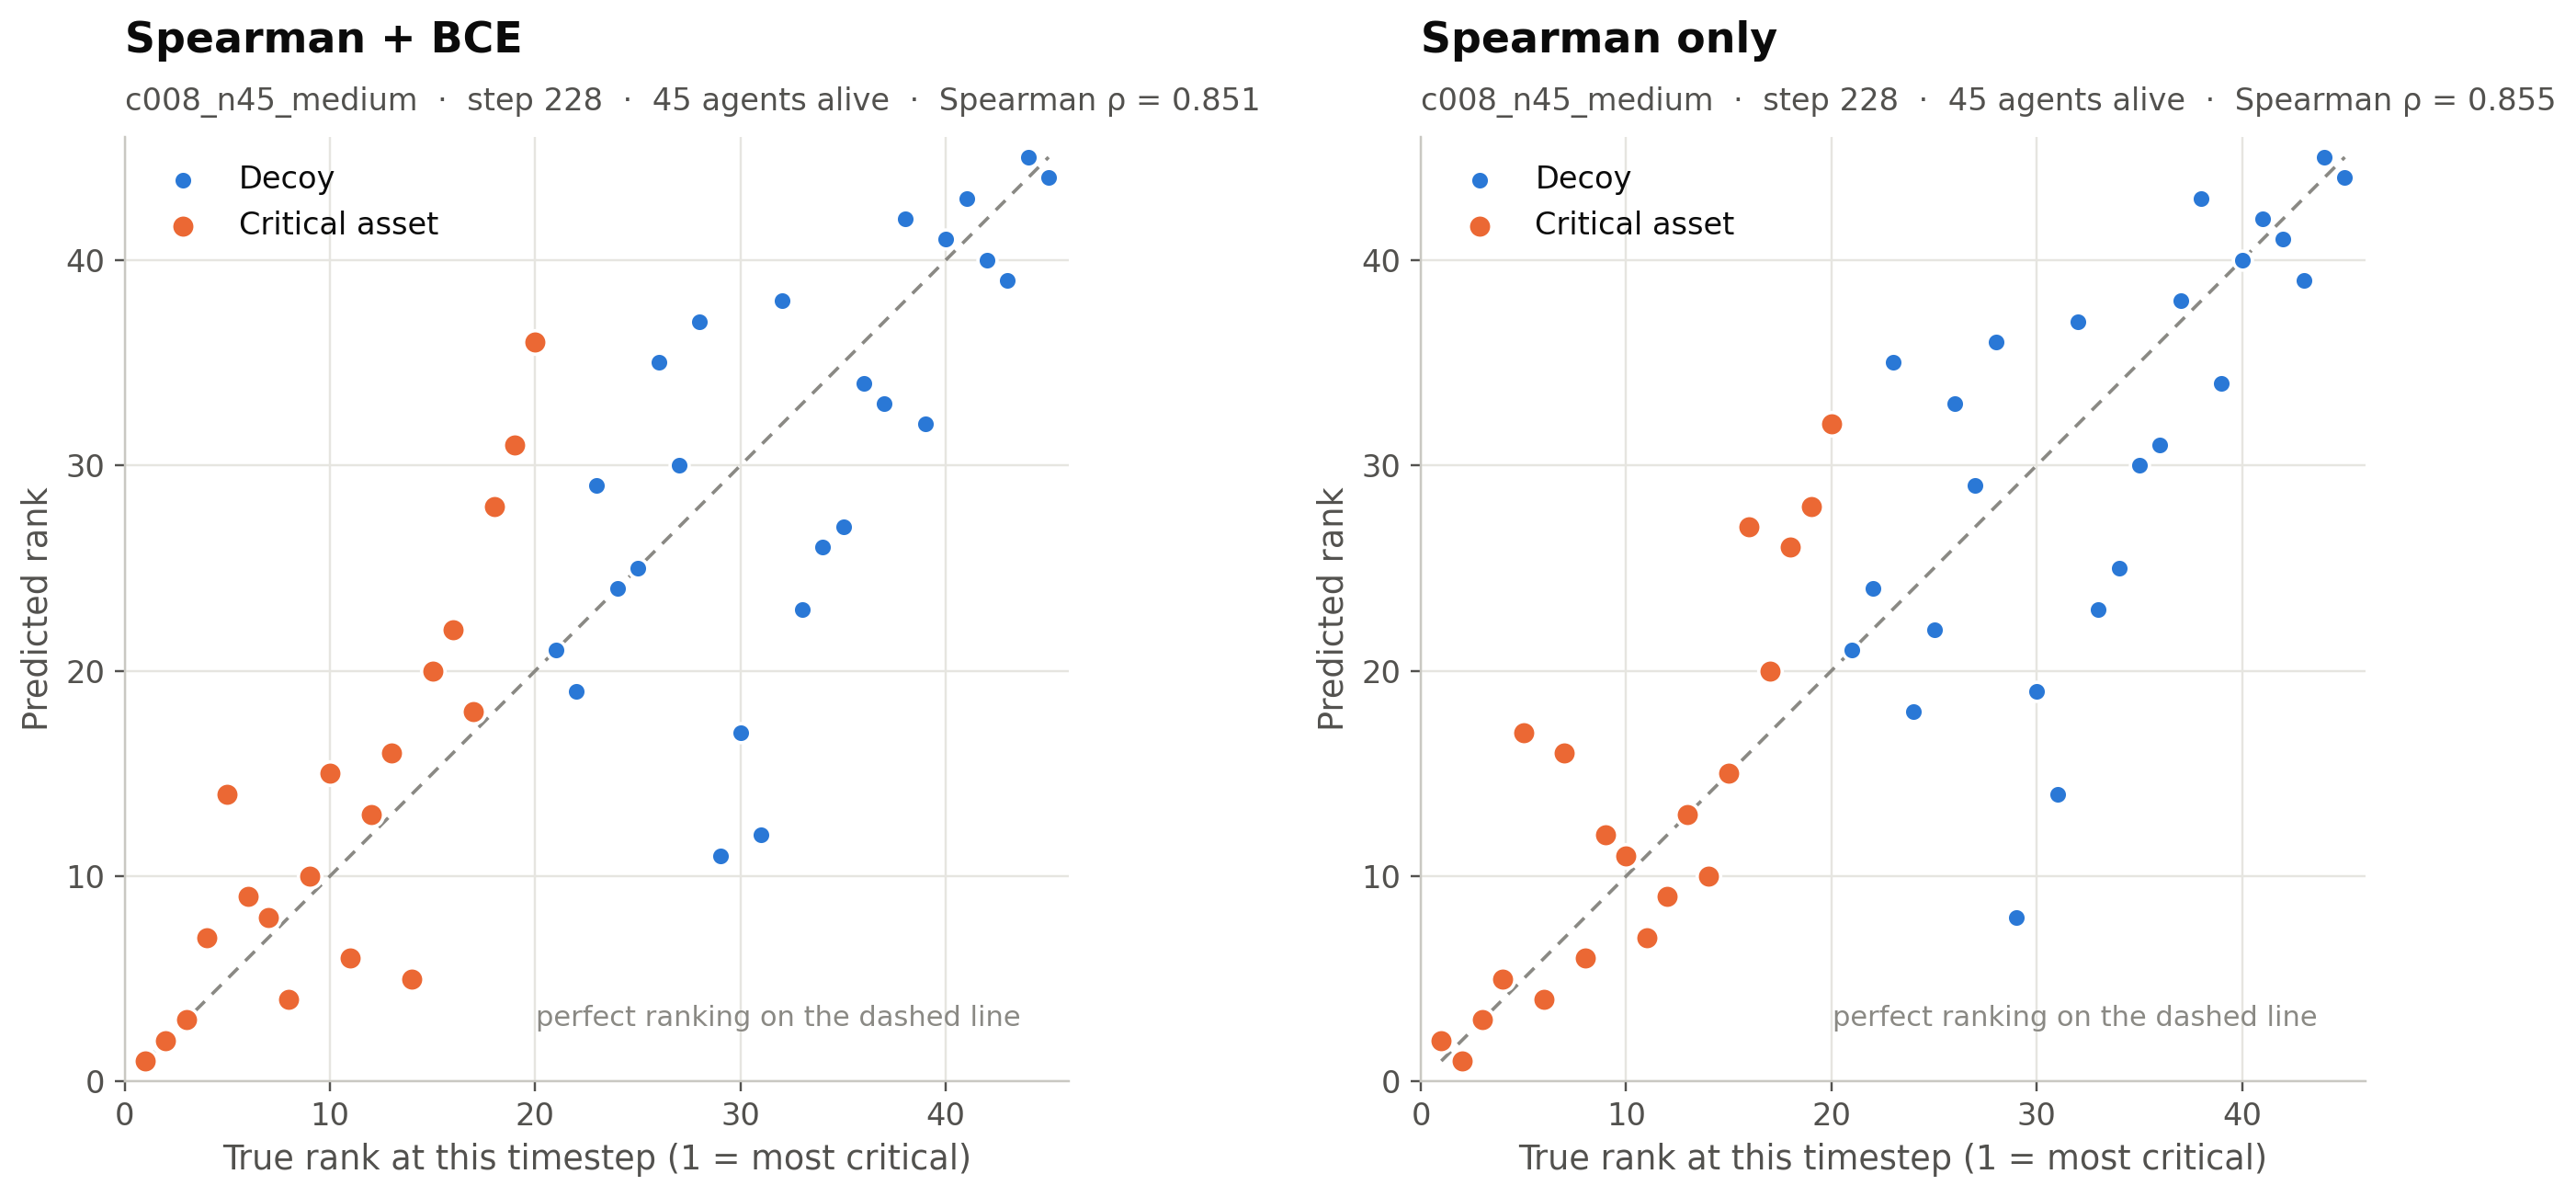 Spearman + BCE
c008_n45_medium · step 228 · 45 agents alive · Spearman ρ = 0.851
Decoy
Critical asset
40
30
20
10
0
Predicted rank
perfect ranking on the dashed line
0 10 20 30 40
True rank at this timestep (1 = most critical)
Spearman only
c008_n45_medium · step 228 · 45 agents alive · Spearman ρ = 0.855
Decoy
Critical asset
40
30
20
10
0
Predicted rank
perfect ranking on the dashed line
0 10 20 30 40
True rank at this timestep (1 = most critical)